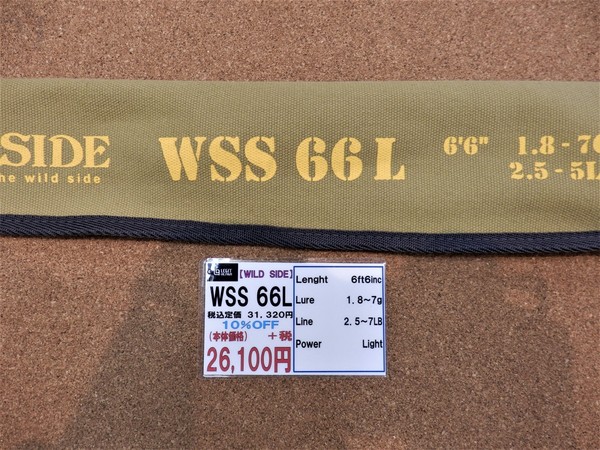 SIDE
he wild side
WSS 66 L
6'6"
1.8 - 7G
2.5 - 5L
【WILD SIDE】
WSS 66L
税込定価 31,320円
10%OFF
(本体価格) +税
26,100円
Lenght 6ft6inc
Lure 1.8~7g
Line 2.5~7LB
Power Light